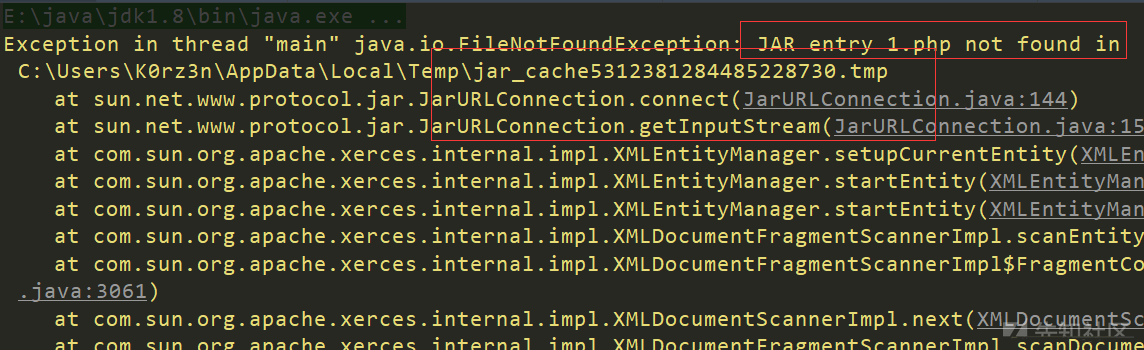 E:\java\jdk1.8\bin\java.exe ...
Exception in thread "main" java.io.FileNotFoundException: JAR entry 1.php not found in
C:\Users\K0rz3n\AppData\Local\Temp\jar_cache5312381284485228730.tmp
at sun.net.www.protocol.jar.JarURLConnection.connect(JarURLConnection.java:144)
at sun.net.www.protocol.jar.JarURLConnection.getInputStream(JarURLConnection.java:15
at com.sun.org.apache.xerces.internal.impl.XMLEntityManager.setupCurrentEntity(XMLEn
at com.sun.org.apache.xerces.internal.impl.XMLEntityManager.startEntity(XMLEntityMan
at com.sun.org.apache.xerces.internal.impl.XMLEntityManager.startEntity(XMLEntityMan
at com.sun.org.apache.xerces.internal.impl.XMLDocumentFragmentScannerImpl.scanEntity
at com.sun.org.apache.xerces.internal.impl.XMLDocumentFragmentScannerImpl$FragmentCo
.java:3061)
at com.sun.org.apache.xerces.internal.impl.XMLDocumentScannerImpl.next(XMLDocumentSc
at com.sun.org.apache.xerces.internal.impl.XMLDocumentFragmentScannerImpl.scanDocume
先知社区